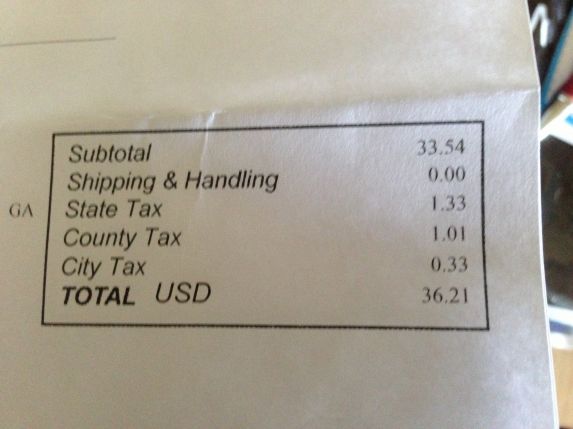 Subtotal 33.54
Shipping & Handling 0.00
GA State Tax 1.33
County Tax 1.01
City Tax 0.33
TOTAL USD 36.21